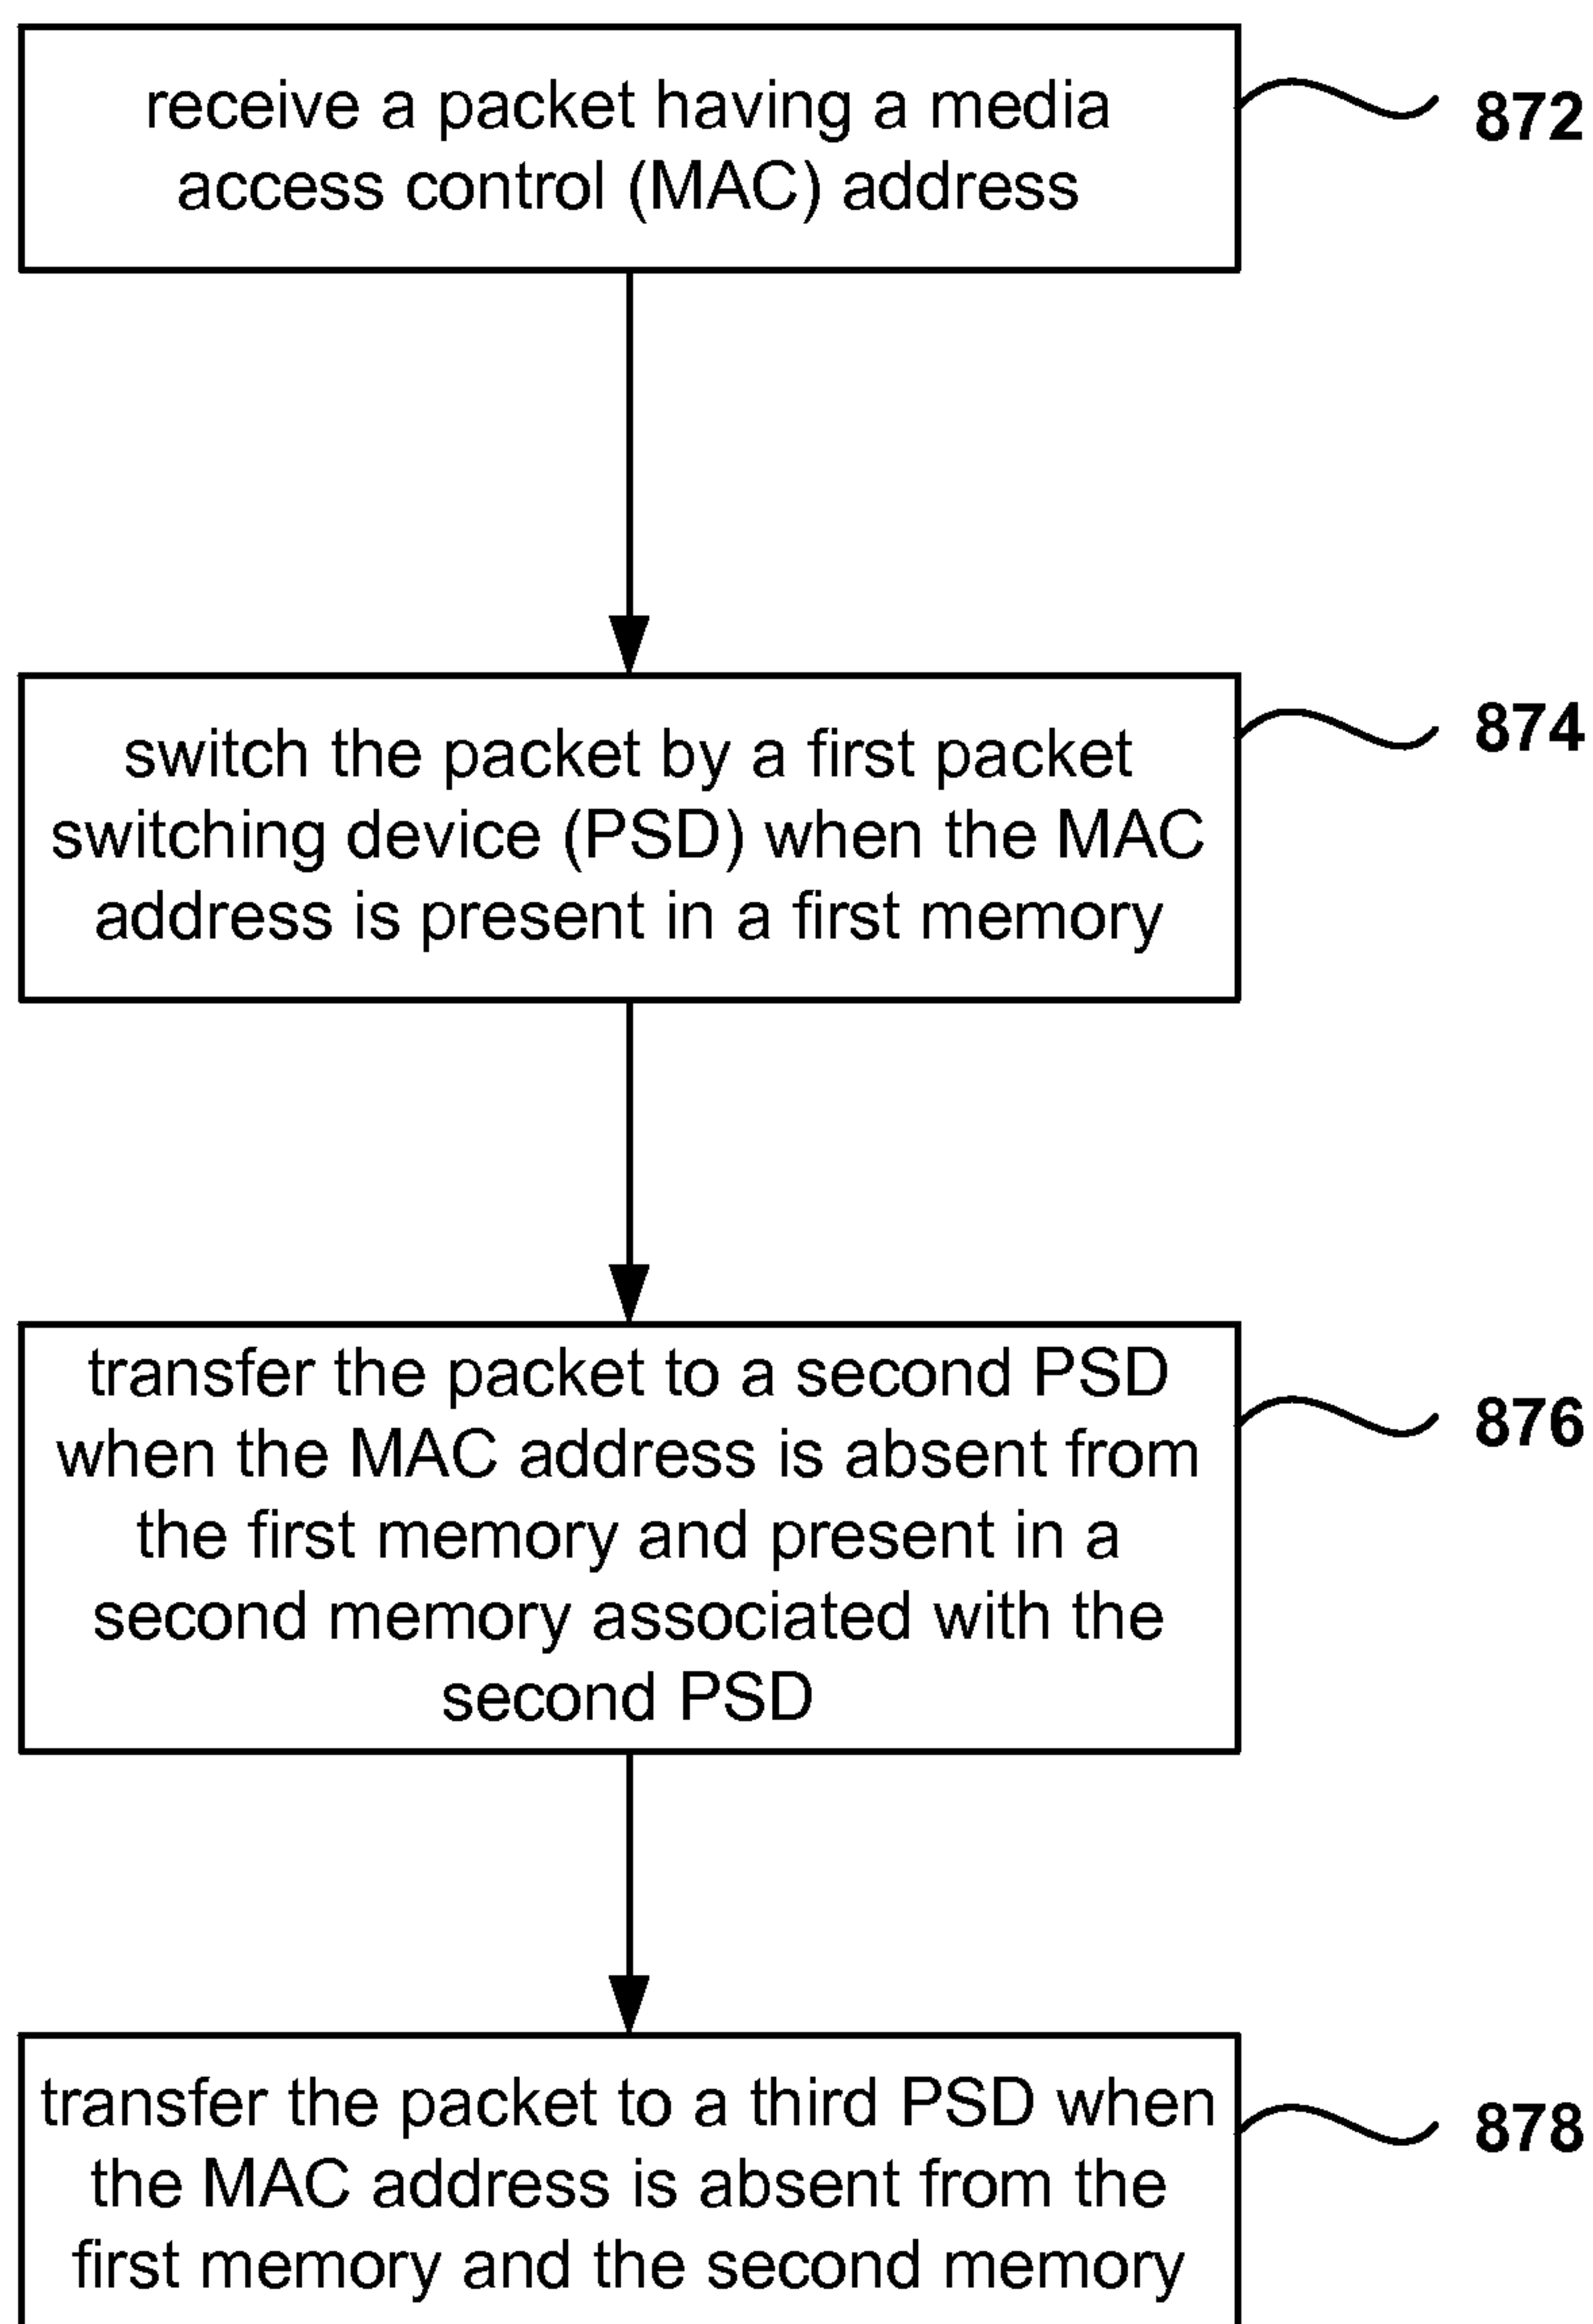 receive a packet having a media
access control (MAC) address
872
switch the packet by a first packet
switching device (PSD) when the MAC
address is present in a first memory
874
transfer the packet to a second PSD
when the MAC address is absent from
the first memory and present in a
second memory associated with the
second PSD
876
transfer the packet to a third PSD when
the MAC address is absent from the
first memory and the second memory
878